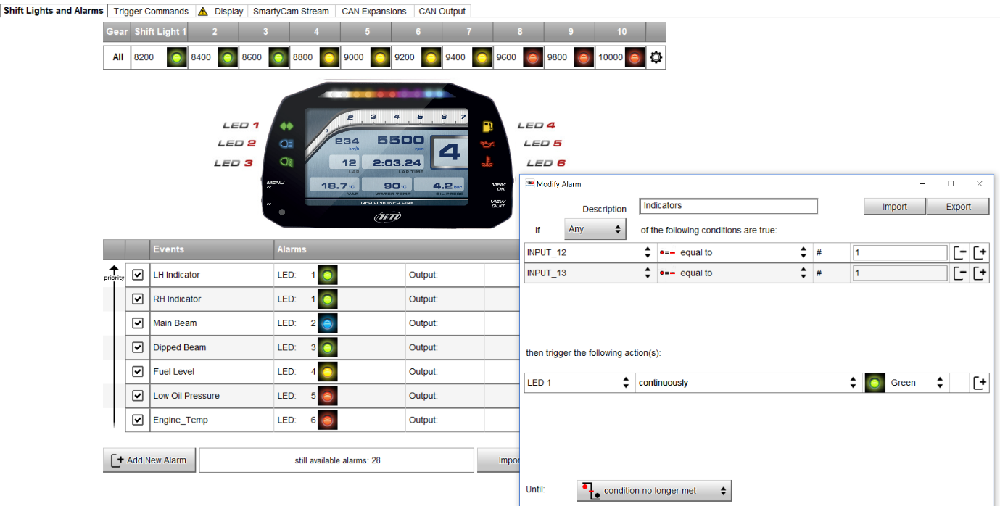 Shift Lights and Alarms Trigger Commands Display SmartyCam Stream CAN Expansions CAN Output
Gear Shift Light 1 2 3 4 5 6 7 8 9 10
All 8200 8400 8600 8800 9000 9200 9400 9600 9800 10000
LED 1
LED 2
LED 3
LED 4
LED 5
LED 6
1 2 3 4 5 6 7
234 km/h
5500 rpm
4
12 LAP
2:03.24 LAP TIME
18.7 °C VAR
90 °C WATER TEMP
4.2 bar OIL PRESS
INFO LINE INFO LINE
MENU
<<
>>
MEM
OK
VIEW
QUIT
AiM
Events Alarms
priority
LH Indicator LED: 1 Output:
RH Indicator LED: 1 Output:
Main Beam LED: 2 Output:
Dipped Beam LED: 3 Output:
Fuel Level LED: 4 Output:
Low Oil Pressure LED: 5 Output:
Engine_Temp LED: 6 Output:
Add New Alarm still available alarms: 28 Impor
Modify Alarm
Description Indicators Import Export
If Any of the following conditions are true:
INPUT_12 equal to # 1
INPUT_13 equal to # 1
then trigger the following action(s):
LED 1 continuously Green
Until: condition no longer met